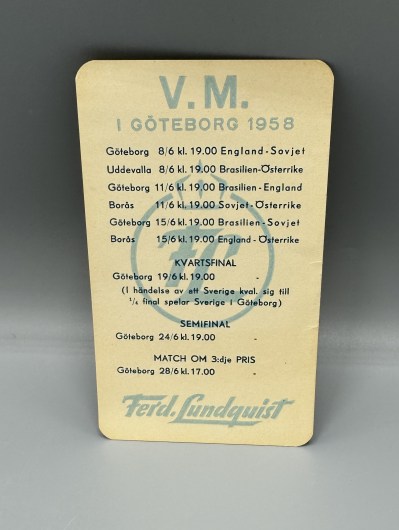 V.M.
I GÖTEBORG 1958
Göteborg 8/6 kl. 19.00 England-Sovjet
Uddevalla 8/6 kl. 19.00 Brasilien-Österrike
Göteborg 11/6 kl. 19.00 Brasilien-England
Borås 11/6 kl. 19.00 Sovjet-Österrike
Göteborg 15/6 kl. 19.00 Brasilien-Sovjet
Borås 15/6 kl. 19.00 England-Österrike
KVARTSFINAL
Göteborg 19/6 kl. 19.00 -
(I händelse av att Sverige kval. sig till
1/4 final spelar Sverige i Göteborg)
SEMIFINAL
Göteborg 24/6 kl. 19.00 -
MATCH OM 3:dje PRIS
Göteborg 28/6 kl. 17.00 -
Ferd. Lundquist